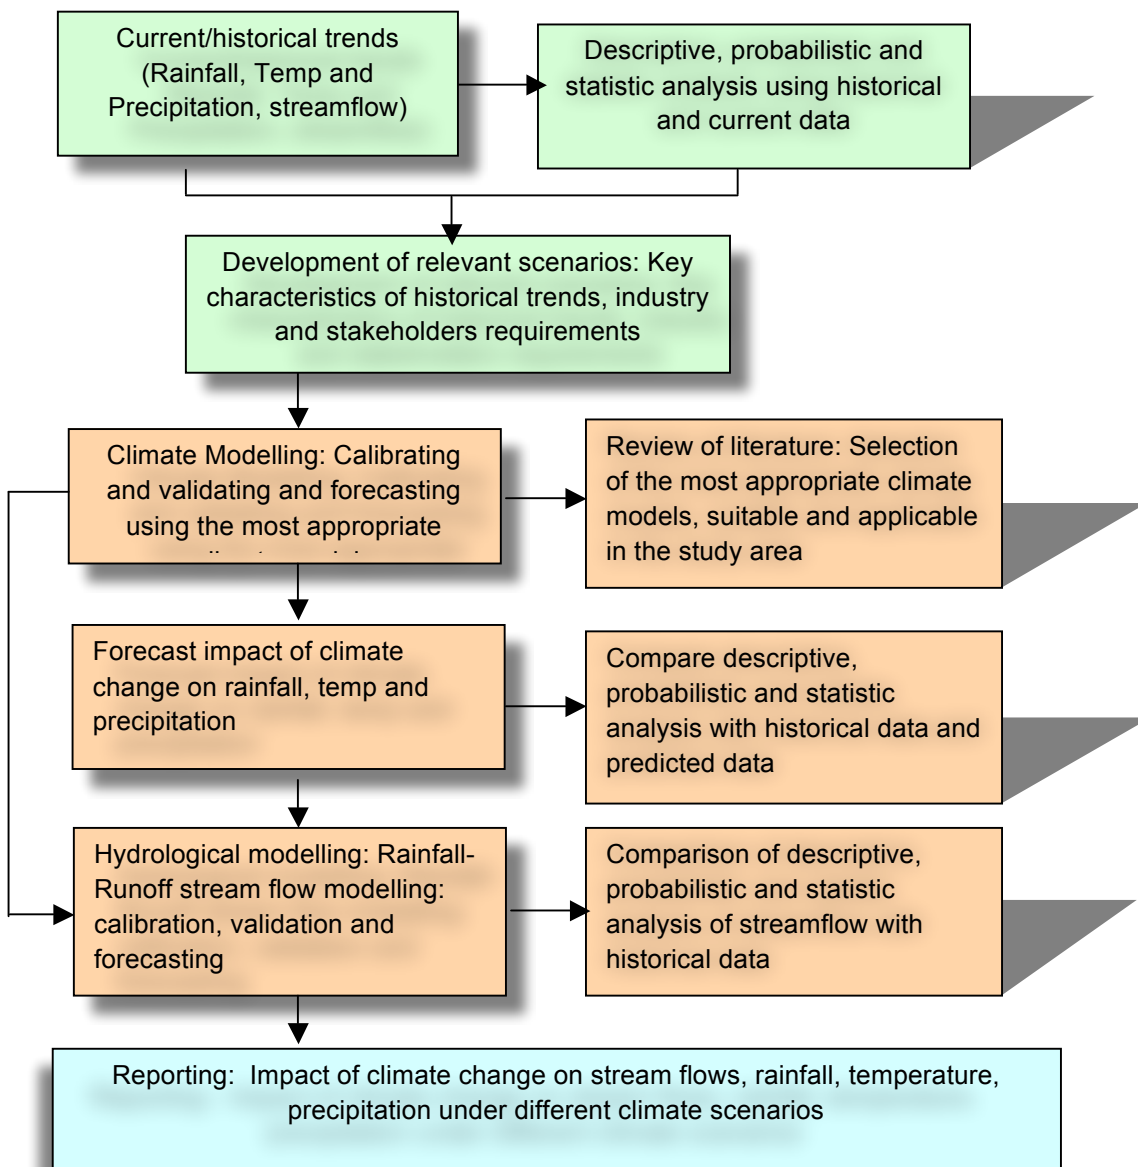 Current/historical trends
(Rainfall, Temp and
Precipitation, streamflow)
Descriptive, probabilistic and
statistic analysis using historical
and current data
Development of relevant scenarios: Key
characteristics of historical trends, industry
and stakeholders requirements
Climate Modelling: Calibrating
and validating and forecasting
using the most appropriate
Review of literature: Selection
of the most appropriate climate
models, suitable and applicable
in the study area
Forecast impact of climate
change on rainfall, temp and
precipitation
Compare descriptive,
probabilistic and statistic
analysis with historical data and
predicted data
Hydrological modelling: Rainfall-
Runoff stream flow modelling:
calibration, validation and
forecasting
Comparison of descriptive,
probabilistic and statistic
analysis of streamflow with
historical data
Reporting: Impact of climate change on stream flows, rainfall, temperature,
precipitation under different climate scenarios